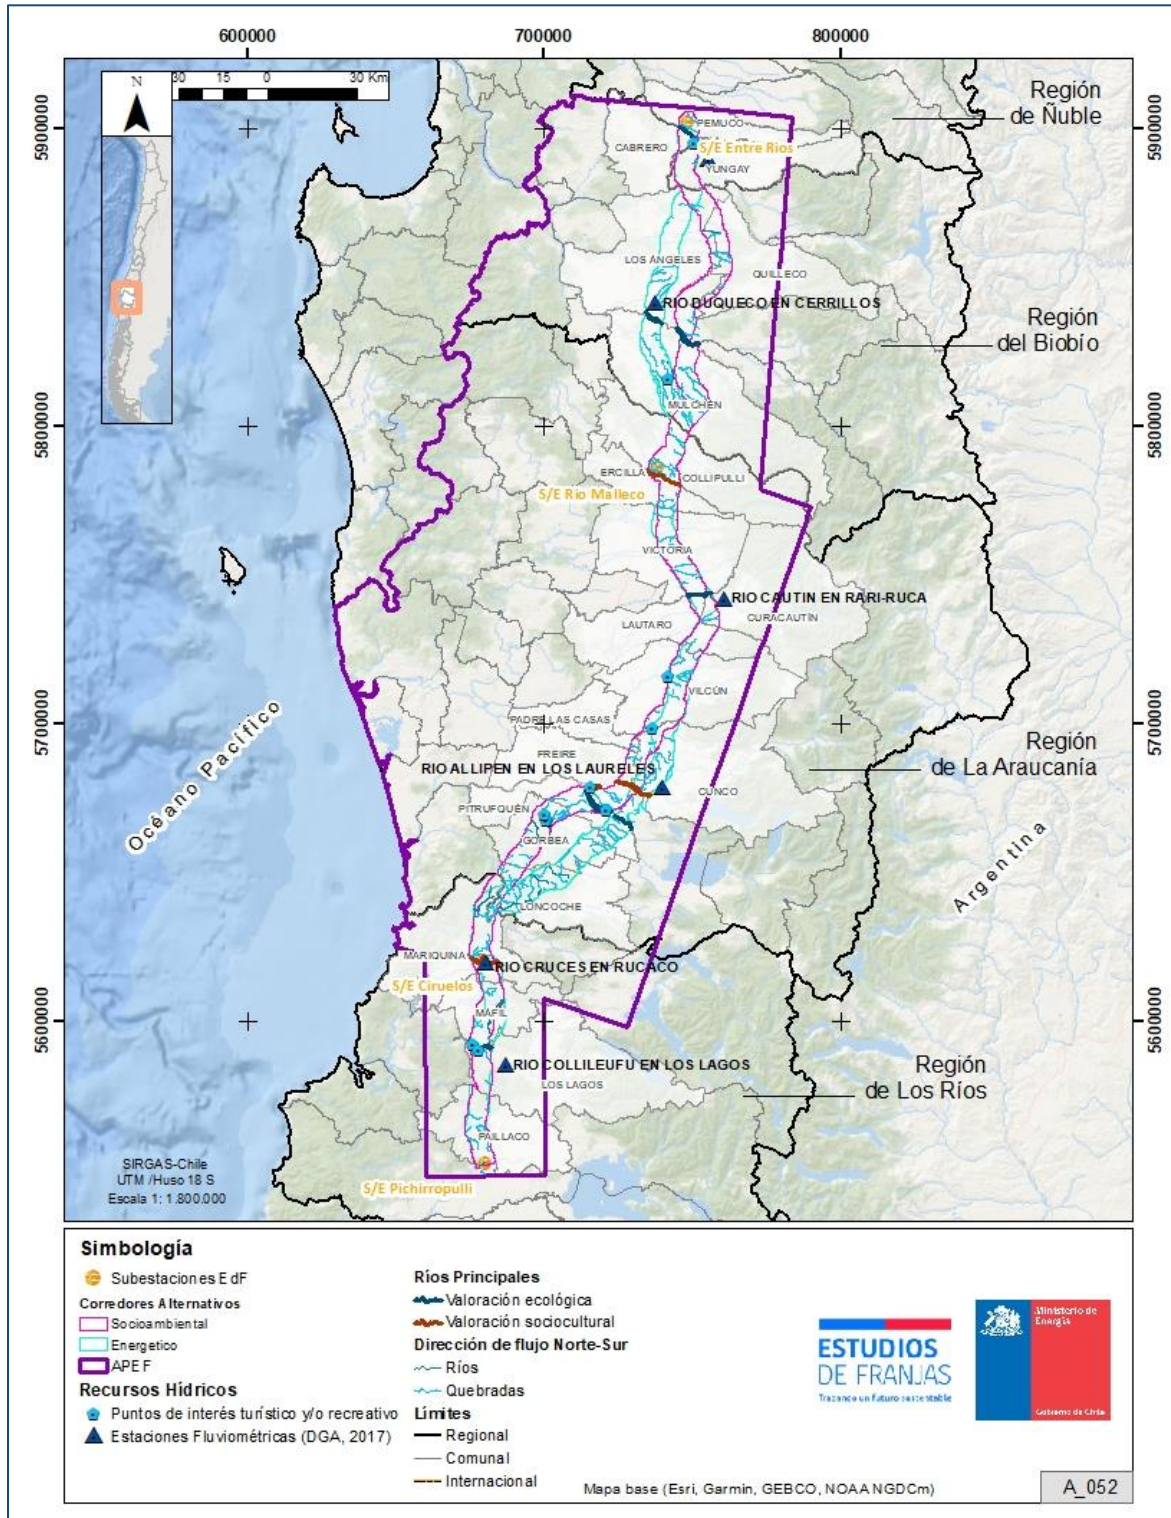 600000
700000
800000
N
30 15 0 30 Km
Región
de Ñuble
5900000
5900000
PEMUCO
CABRERO
S/E Entre Rios
YUNGAY
LOS ANGELES
QUILLECO
RIO DUQUECO EN CERRILLOS
Región
del Biobío
MULCHEN
5800000
5800000
ERCILLA
COLLIPULLI
S/E Rio Malleco
VICTORIA
RIO CAUTIN EN RARI-RUCA
CURACAUTÍN
LAUTARO
VILCÚN
5700000
5700000
PADRE LAS CASAS
FREIRE
RIO ALLIPEN EN LOS LAURELES
Región
de La Araucanía
CUNCO
PITRUFQUÉN
GORBEA
Océano Pacífico
Argentina
LONCOCHE
MARIQUINA
RIO CRUCES EN RUCACO
S/E Ciruelos
MAFIL
5600000
5600000
RIO COLLILEUFU EN LOS LAGOS
LOS LAGOS
Región
de Los Ríos
PAILLACO
S/E Pichirropulli
SIRGAS-Chile
UTM /Huso 18 S
Escala 1: 1.800.000
Simbología
Subestaciones EdF
Corredores Alternativos
Socioambiental
Energetico
APEF
Recursos Hídricos
Puntos de interés turístico y/o recreativo
Estaciones Fluviométricas (DGA, 2017)
Ríos Principales
Valoración ecológica
Valoración sociocultural
Dirección de flujo Norte-Sur
Ríos
Quebradas
Límites
Regional
Comunal
Internacional
ESTUDIOS
DE FRANJAS
Trazando un futuro sustentable
Ministerio de
Energía
Gobierno de Chile
Mapa base (Esri, Garmin, GEBCO, NOAA NGDCm)
A_052